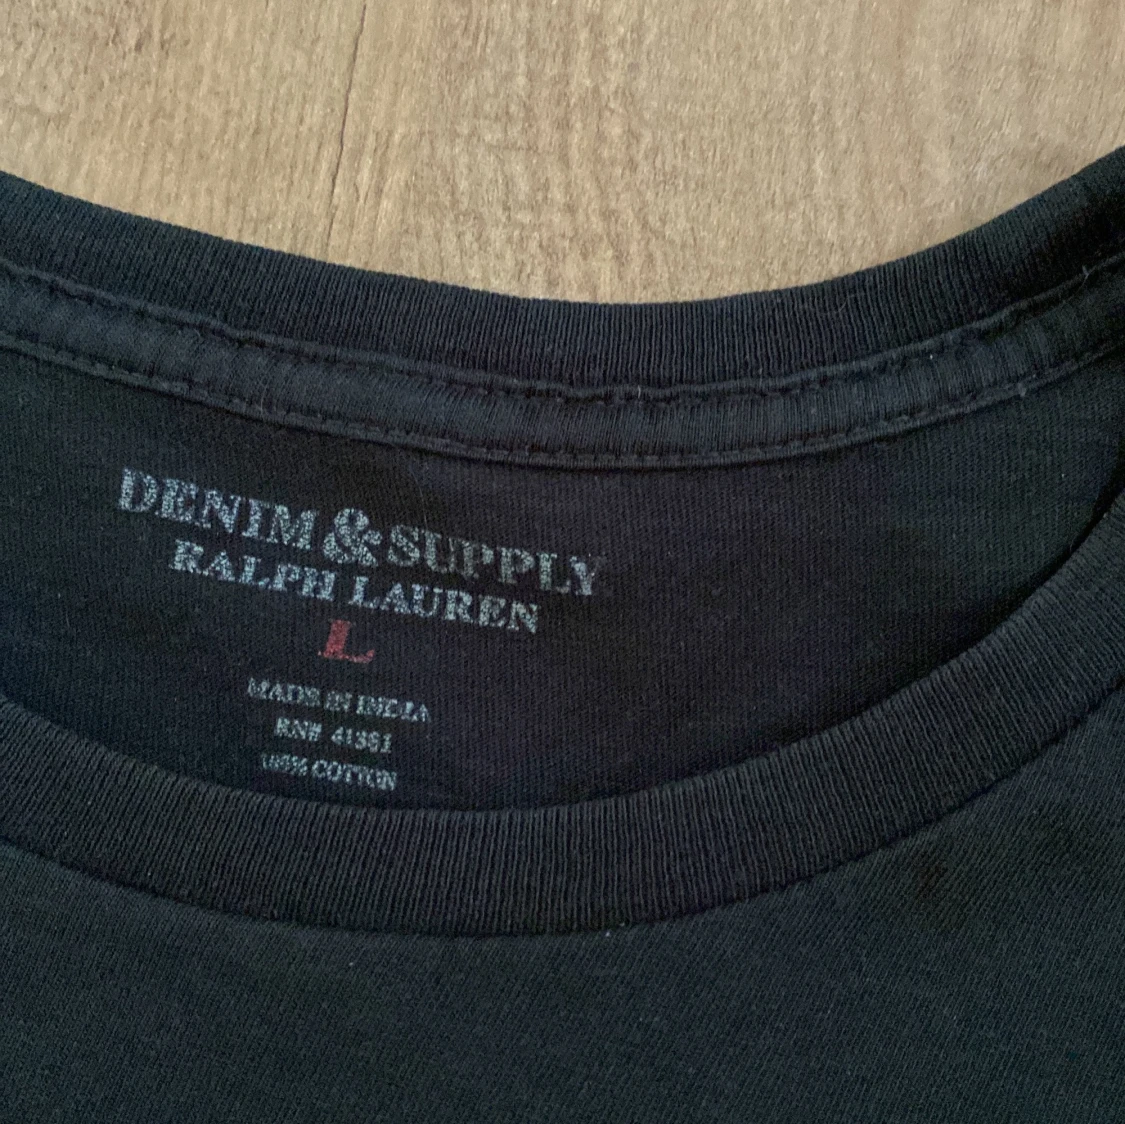 DENIM & SUPPLY
RALPH LAUREN
L
MADE IN INDIA
RN# 41381
100% COTTON